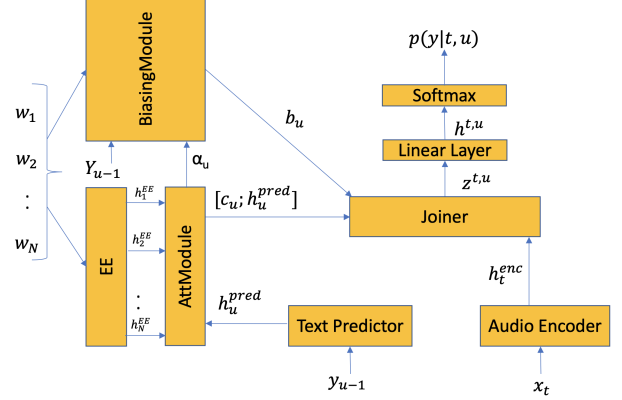 p(y|t, u)
Softmax
h^{t,u}
Linear Layer
z^{t,u}
Joiner
BiasingModule
b_u
w_1
w_2
:
w_N
Y_{u-1}
α_u
[c_u; h_u^{pred}]
EE
h_1^{EE}
h_2^{EE}
:
h_N^{EE}
AttModule
h_u^{pred}
Text Predictor
y_{u-1}
h_t^{enc}
Audio Encoder
x_t